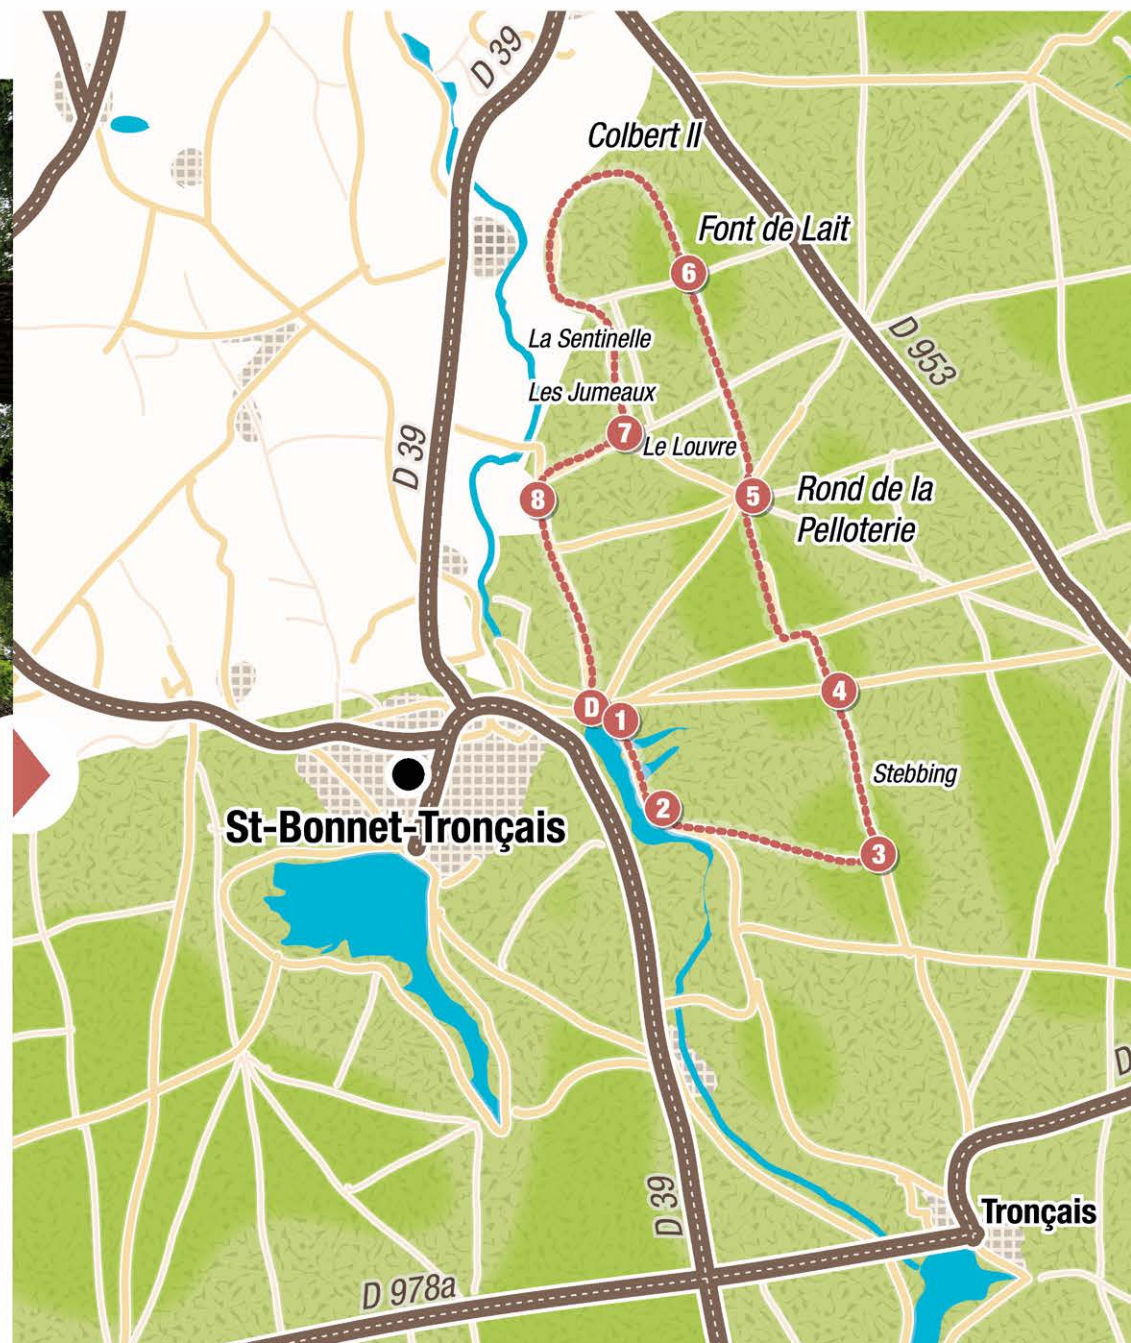 D 39
Colbert II
Font de Lait
6
La Sentinelle
D 953
Les Jumeaux
7
Le Louvre
D 39
8
5
Rond de la
Pelloterie
4
D
1
Stebbing
2
St-Bonnet-Tronçais
3
D
D 39
Tronçais
D 978a